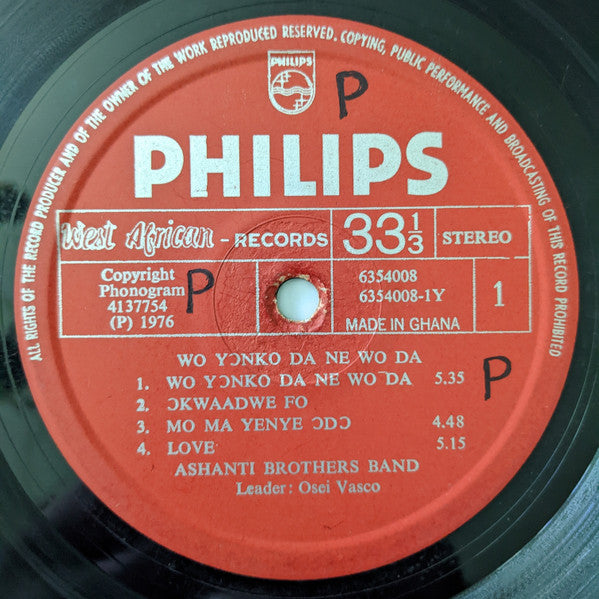 ALL RIGHTS OF THE RECORD PRODUCER AND OF THE OWNER OF THE WORK REPRODUCED RESERVED. COPYING, PUBLIC PERFORMANCE AND BROADCASTING OF THIS RECORD PROHIBITED
PHILIPS
P
PHILIPS
West African - RECORDS
33 1/3
STEREO
Copyright
Phonogram
4137754
(P) 1976
P
6354008
6354008-1Y
MADE IN GHANA
1
WO YƆNKO DA NE WO DA
1. WO YƆNKO DA NE WO DA 5.35
2. ƆKWAADWE FO
3. MO MA YENYE ƆDƆ 4.48
4. LOVE 5.15
P
ASHANTI BROTHERS BAND
Leader: Osei Vasco